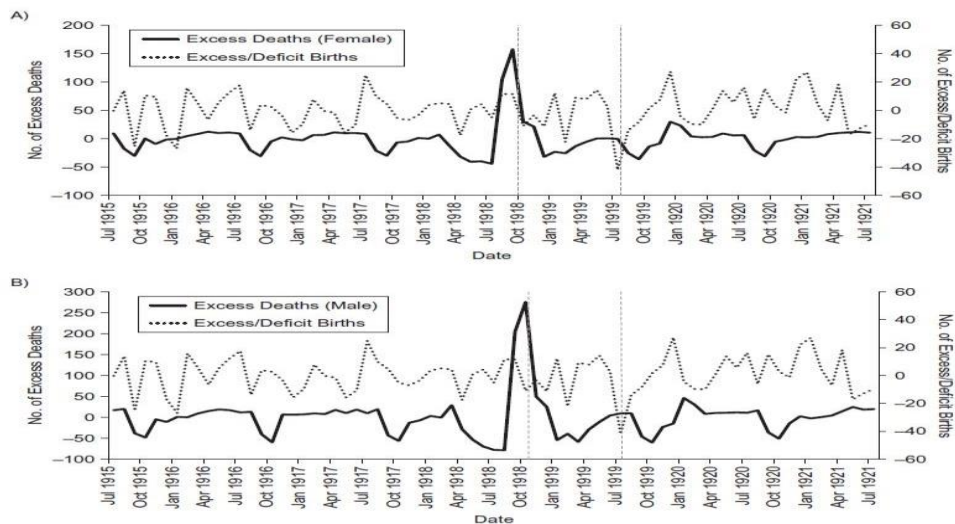 A)
Excess Deaths (Female)
Excess/Deficit Births
No. of Excess Deaths
200
150
100
50
0
–50
–100
60
40
20
0
–20
–40
–60
No. of Excess/Deficit Births
Jul 1915
Oct 1915
Jan 1916
Apr 1916
Jul 1916
Oct 1916
Jan 1917
Apr 1917
Jul 1917
Oct 1917
Jan 1918
Apr 1918
Jul 1918
Oct 1918
Jan 1919
Apr 1919
Jul 1919
Oct 1919
Jan 1920
Apr 1920
Jul 1920
Oct 1920
Jan 1921
Apr 1921
Jul 1921
Date
B)
Excess Deaths (Male)
Excess/Deficit Births
No. of Excess Deaths
300
250
200
150
100
50
0
–50
–100
60
40
20
0
–20
–40
–60
No. of Excess/Deficit Births
Jul 1915
Oct 1915
Jan 1916
Apr 1916
Jul 1916
Oct 1916
Jan 1917
Apr 1917
Jul 1917
Oct 1917
Jan 1918
Apr 1918
Jul 1918
Oct 1918
Jan 1919
Apr 1919
Jul 1919
Oct 1919
Jan 1920
Apr 1920
Jul 1920
Oct 1920
Jan 1921
Apr 1921
Jul 1921
Date